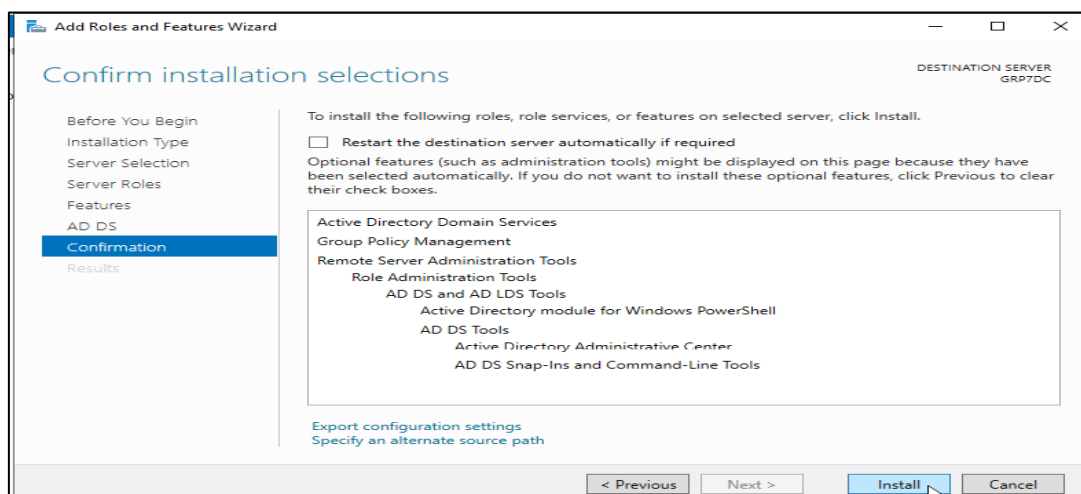 Add Roles and Features Wizard
Confirm installation selections
DESTINATION SERVER
GRP7DC
Before You Begin
Installation Type
Server Selection
Server Roles
Features
AD DS
Confirmation
Results
To install the following roles, role services, or features on selected server, click Install.
Restart the destination server automatically if required
Optional features (such as administration tools) might be displayed on this page because they have
been selected automatically. If you do not want to install these optional features, click Previous to clear
their check boxes.
Active Directory Domain Services
Group Policy Management
Remote Server Administration Tools
Role Administration Tools
AD DS and AD LDS Tools
Active Directory module for Windows PowerShell
AD DS Tools
Active Directory Administrative Center
AD DS Snap-Ins and Command-Line Tools
Export configuration settings
Specify an alternate source path
< Previous
Next >
Install
Cancel